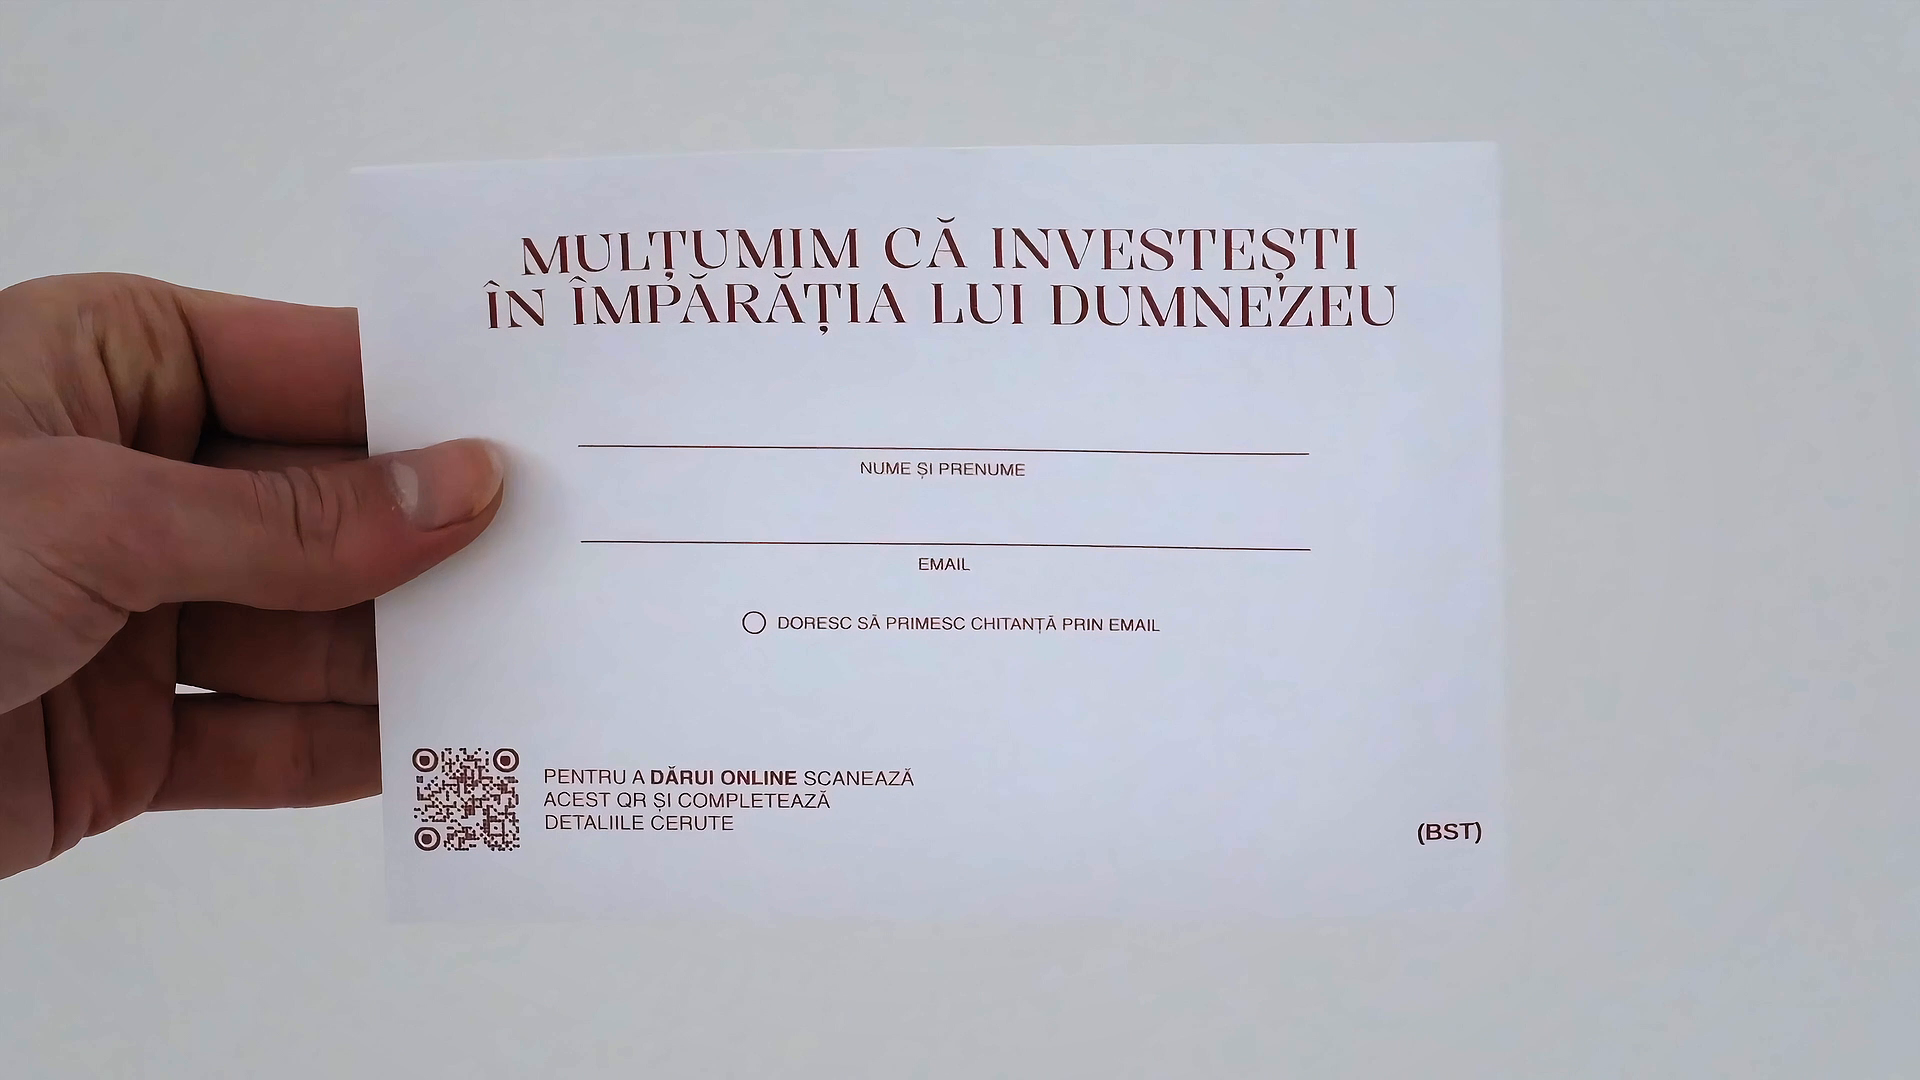 MULȚUMIM CĂ INVESTEȘTI
ÎN ÎMPĂRĂȚIA LUI DUMNEZEU
NUME ȘI PRENUME
EMAIL
DORESC SĂ PRIMESC CHITANȚĂ PRIN EMAIL
PENTRU A DĂRUI ONLINE SCANEAZĂ
ACEST QR ȘI COMPLETEAZĂ
DETALIILE CERUTE
(BST)